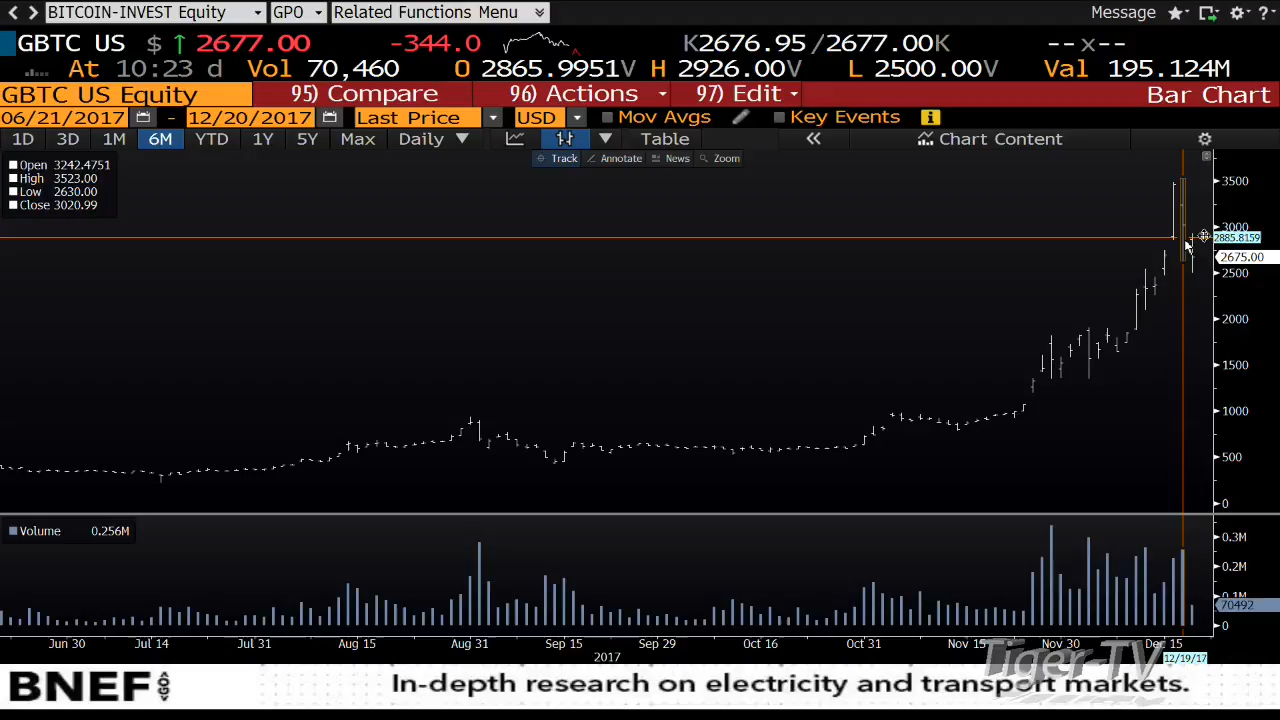 BITCOIN-INVEST Equity GPO Related Functions Menu Message ?
GBTC US $ ↑ 2677.00 -344.0 K2676.95/2677.00K --x--
At 10:23 d Vol 70,460 O 2865.9951V H 2926.00V L 2500.00V Val 195.124M
GBTC US Equity 95) Compare 96) Actions 97) Edit Bar Chart
06/21/2017 - 12/20/2017 Last Price USD Mov Avgs Key Events i
1D 3D 1M 6M YTD 1Y 5Y Max Daily Table « Chart Content
Track Annotate News Zoom
Open 3242.4751
High 3523.00
Low 2630.00
Close 3020.99
3500
3000
2885.8159
2675.00
2500
2000
1500
1000
500
0
Volume 0.256M
0.3M
0.2M
0.1M
70492
0
Jun 30 Jul 14 Jul 31 Aug 15 Aug 31 Sep 15 Sep 29 Oct 16 Oct 31 Nov 15 Nov 30 Dec 15
2017 12/19/17
Tiger-TV
BNEF In-depth research on electricity and transport markets.